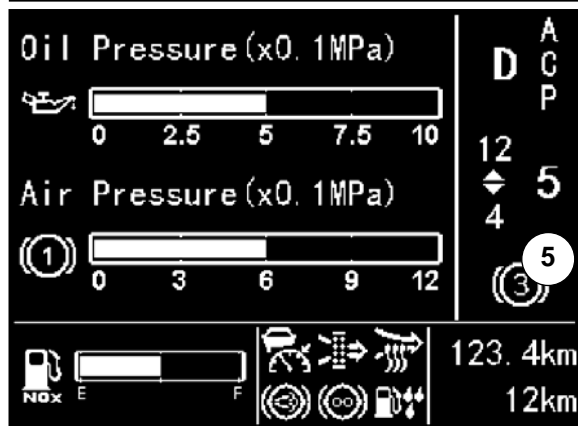 Oil Pressure(x0.1MPa)
0 2.5 5 7.5 10
Air Pressure(x0.1MPa)
1
0 3 6 9 12
D
A
C
P
12
5
4
5
3
NOX
E F
123.4km
12km